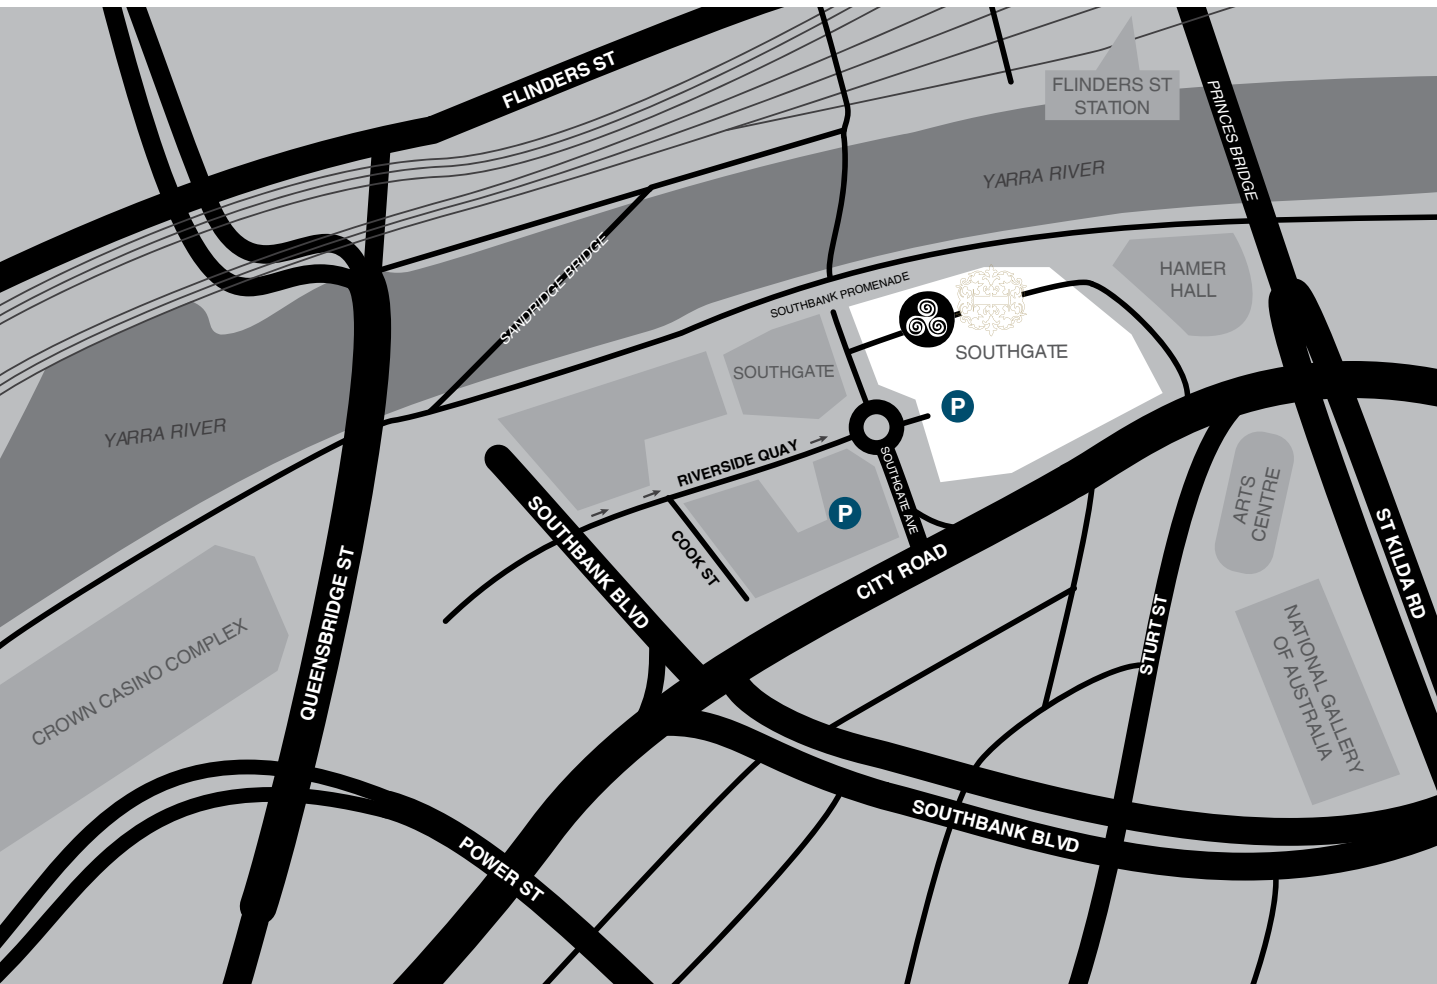 FLINDERS ST
FLINDERS ST
STATION
PRINCES BRIDGE
YARRA RIVER
SANDRIDGE BRIDGE
HAMER
HALL
SOUTHBANK PROMENADE
SOUTHGATE
SOUTHGATE
P
YARRA RIVER
RIVERSIDE QUAY
SOUTHGATE AVE
P
ARTS
CENTRE
SOUTHBANK BLVD
COOK ST
CITY ROAD
ST KILDA RD
QUEENSBRIDGE ST
CROWN CASINO COMPLEX
STURT ST
NATIONAL GALLERY
OF AUSTRALIA
SOUTHBANK BLVD
POWER ST